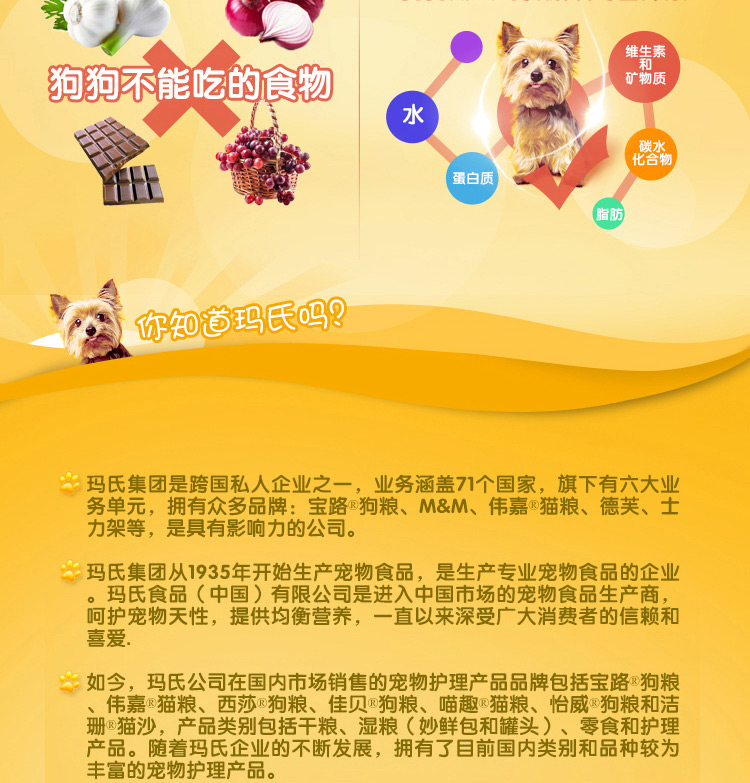 狗狗不能吃的食物
维生素
和
矿物质
水
碳水
化合物
蛋白质
脂肪
你知道玛氏吗?
玛氏集团是跨国私人企业之一，业务涵盖71个国家，旗下有六大业
务单元，拥有众多品牌：宝路®狗粮、M&M、伟嘉®猫粮、德芙、士
力架等，是具有影响力的公司。
玛氏集团从1935年开始生产宠物食品，是生产专业宠物食品的企业
。玛氏食品（中国）有限公司是进入中国市场的宠物食品生产商，
呵护宠物天性，提供均衡营养，一直以来深受广大消费者的信赖和
喜爱.
如今，玛氏公司在国内市场销售的宠物护理产品品牌包括宝路®狗粮
、伟嘉®猫粮、西莎®狗粮、佳贝®狗粮、喵趣®猫粮、怡威®狗粮和洁
珊®猫沙，产品类别包括干粮、湿粮（妙鲜包和罐头）、零食和护理
产品。随着玛氏企业的不断发展，拥有了目前国内类别和品种较为
丰富的宠物护理产品。